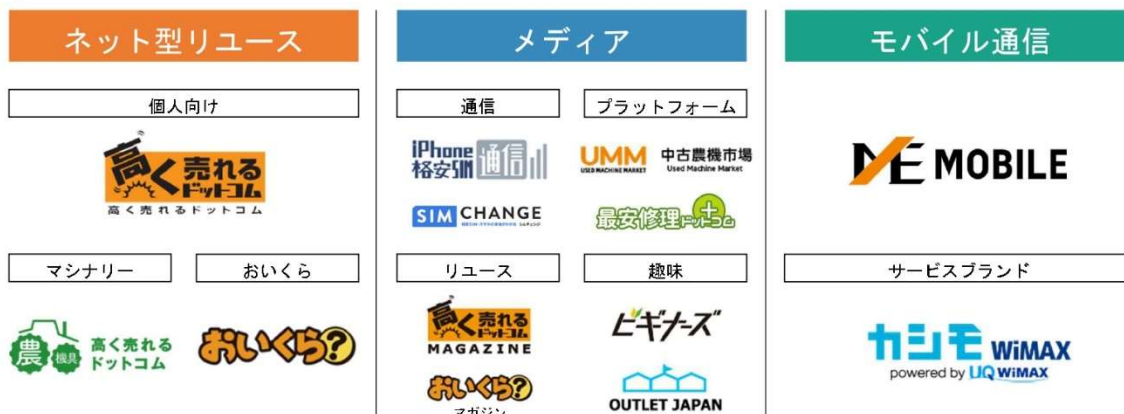 ネット型リユース
個人向け
高く売れる
ドットコム
高く売れるドットコム
マシナリー
おいくら
農
機具
高く売れる
ドットコム
おいくら?
メディア
通信
プラットフォーム
iPhone
格安SIM
通信
UMM
USED MACHINE MARKET
中古農機市場
Used Machine Market
SIM CHANGE
最安修理ドットコム
リユース
趣味
高く売れる
ドットコム
MAGAZINE
ビギナーズ
おいくら?
マガジン
OUTLET JAPAN
モバイル通信
ME MOBILE
サービスブランド
カシモ WiMAX
powered by UQ WiMAX